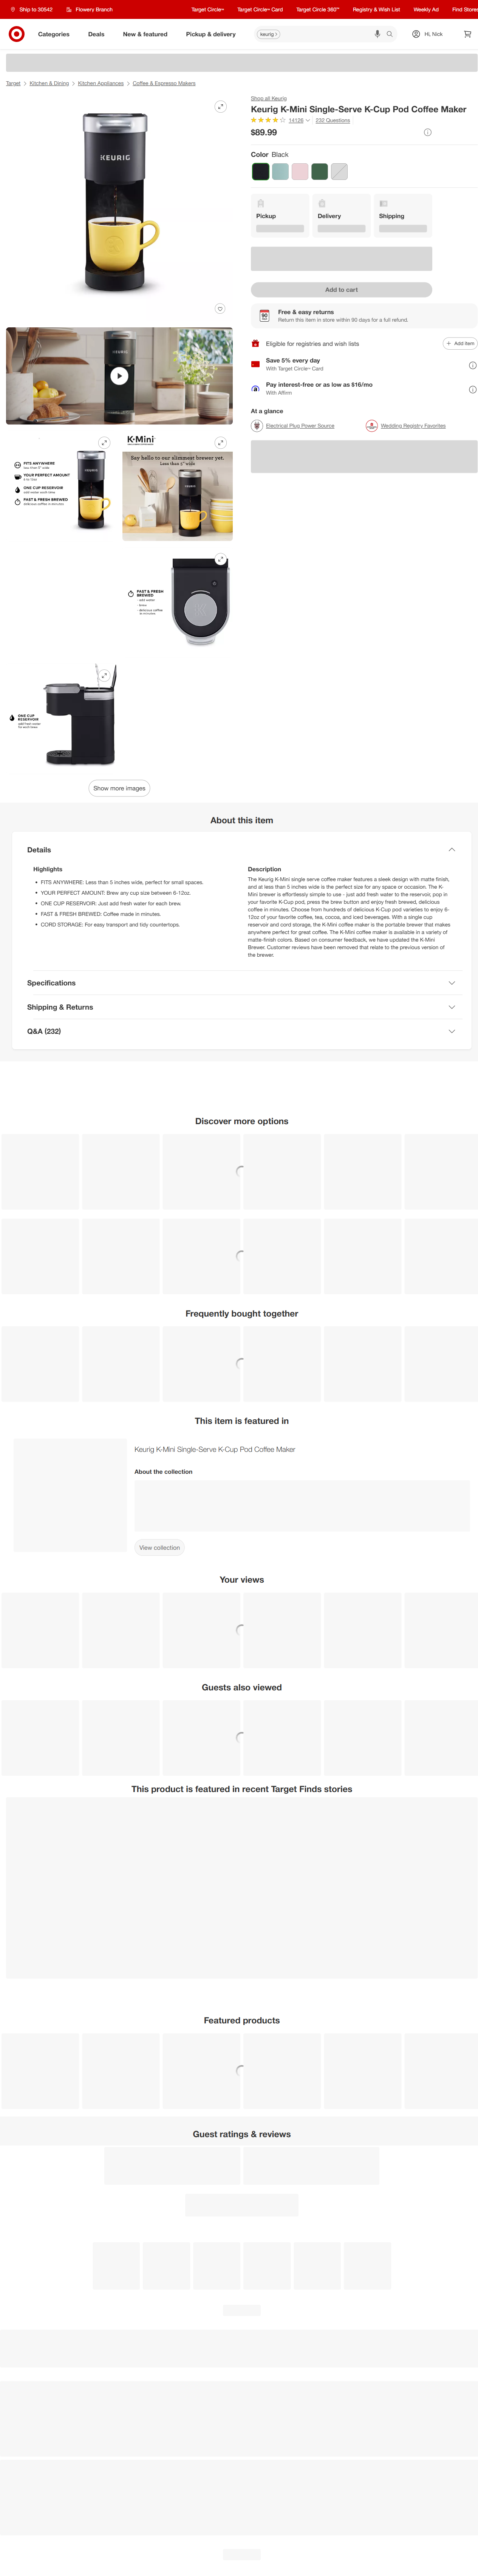 Ship to 30542
Flowery Branch
Target Circle™
Target Circle Card
Target Circle 360™
Registry & Wish List
Weekly Ad
Find Stores
Categories
Deals
New & featured
Pickup & delivery
keurig
Hi, Nick
Target
Kitchen & Dining
Kitchen Appliances
Coffee & Espresso Makers
Shop all Keurig
Keurig K-Mini Single-Serve K-Cup Pod Coffee Maker
14126
232 Questions
$89.99
Color Black
Pickup
Delivery
Shipping
Add to cart
Free & easy returns
Return this item in store within 90 days for a full refund.
Eligible for registries and wish lists
Add item
Save 5% every day
With Target Circle™ Card
Pay interest-free or as low as $16/mo
With Affirm
At a glance
Electrical Plug Power Source
Wedding Registry Favorites
KEURIG
KEURIG
FITS ANYWHERE
less than 5" wide
YOUR PERFECT AMOUNT
6 to 12oz
ONE CUP RESERVOIR
add water each time
FAST & FRESH BREWED
delicious coffee in minutes
K-Mini
Say hello to our slimmest brewer yet.
Less than 5" wide.
FAST & FRESH
BREWED
ONE CUP
RESERVOIR
Show more images
About this item
Details
Highlights
FITS ANYWHERE: Less than 5 inches wide, perfect for small spaces.
YOUR PERFECT AMOUNT: Brew any cup size between 6-12oz.
ONE CUP RESERVOIR: Just add fresh water for each brew.
FAST & FRESH BREWED: Coffee made in minutes.
CORD STORAGE: For easy transport and tidy countertops.
Description
The Keurig K-Mini single serve coffee maker features a sleek design with matte finish,
and at less than 5 inches wide is the perfect size for any space or occasion. The K-
Mini brewer is effortlessly simple to use - just add fresh water to the reservoir, pop in
your favorite K-Cup pod, press the brew button and enjoy fresh brewed, delicious
coffee in minutes. Choose from hundreds of delicious K-Cup pod varieties to enjoy 6-
12oz of your favorite coffee, tea, cocoa, and iced beverages. With a single cup
reservoir and cord storage, the K-Mini coffee maker is the portable brewer that makes
anywhere perfect for great coffee. The K-Mini coffee maker is available in a variety of
matte-finish colors. Based on consumer feedback, we have updated the K-Mini
Brewer. Customer reviews have been removed that relate to the previous version of
the brewer.
Specifications
Shipping & Returns
Q&A (232)
Discover more options
Frequently bought together
This item is featured in
Keurig K-Mini Single-Serve K-Cup Pod Coffee Maker
About the collection
View collection
Your views
Guests also viewed
This product is featured in recent Target Finds stories
Featured products
Guest ratings & reviews